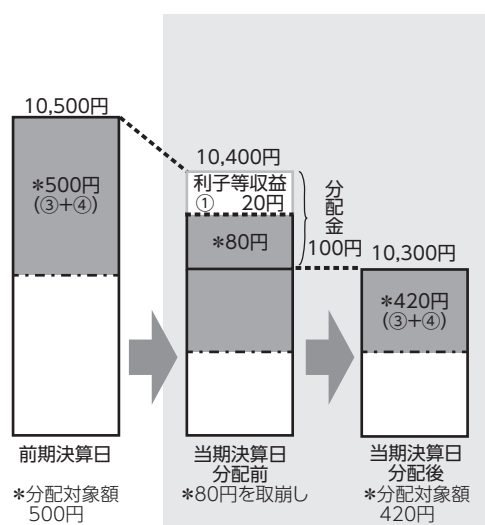 10,500円
*500円
(③+④)
前期決算日
*分配対象額
500円
10,400円
利子等収益
① 20円
*80円
分配金
100円
当期決算日
分配前
*80円を取崩し
10,300円
*420円
(③+④)
当期決算日
分配後
*分配対象額
420円